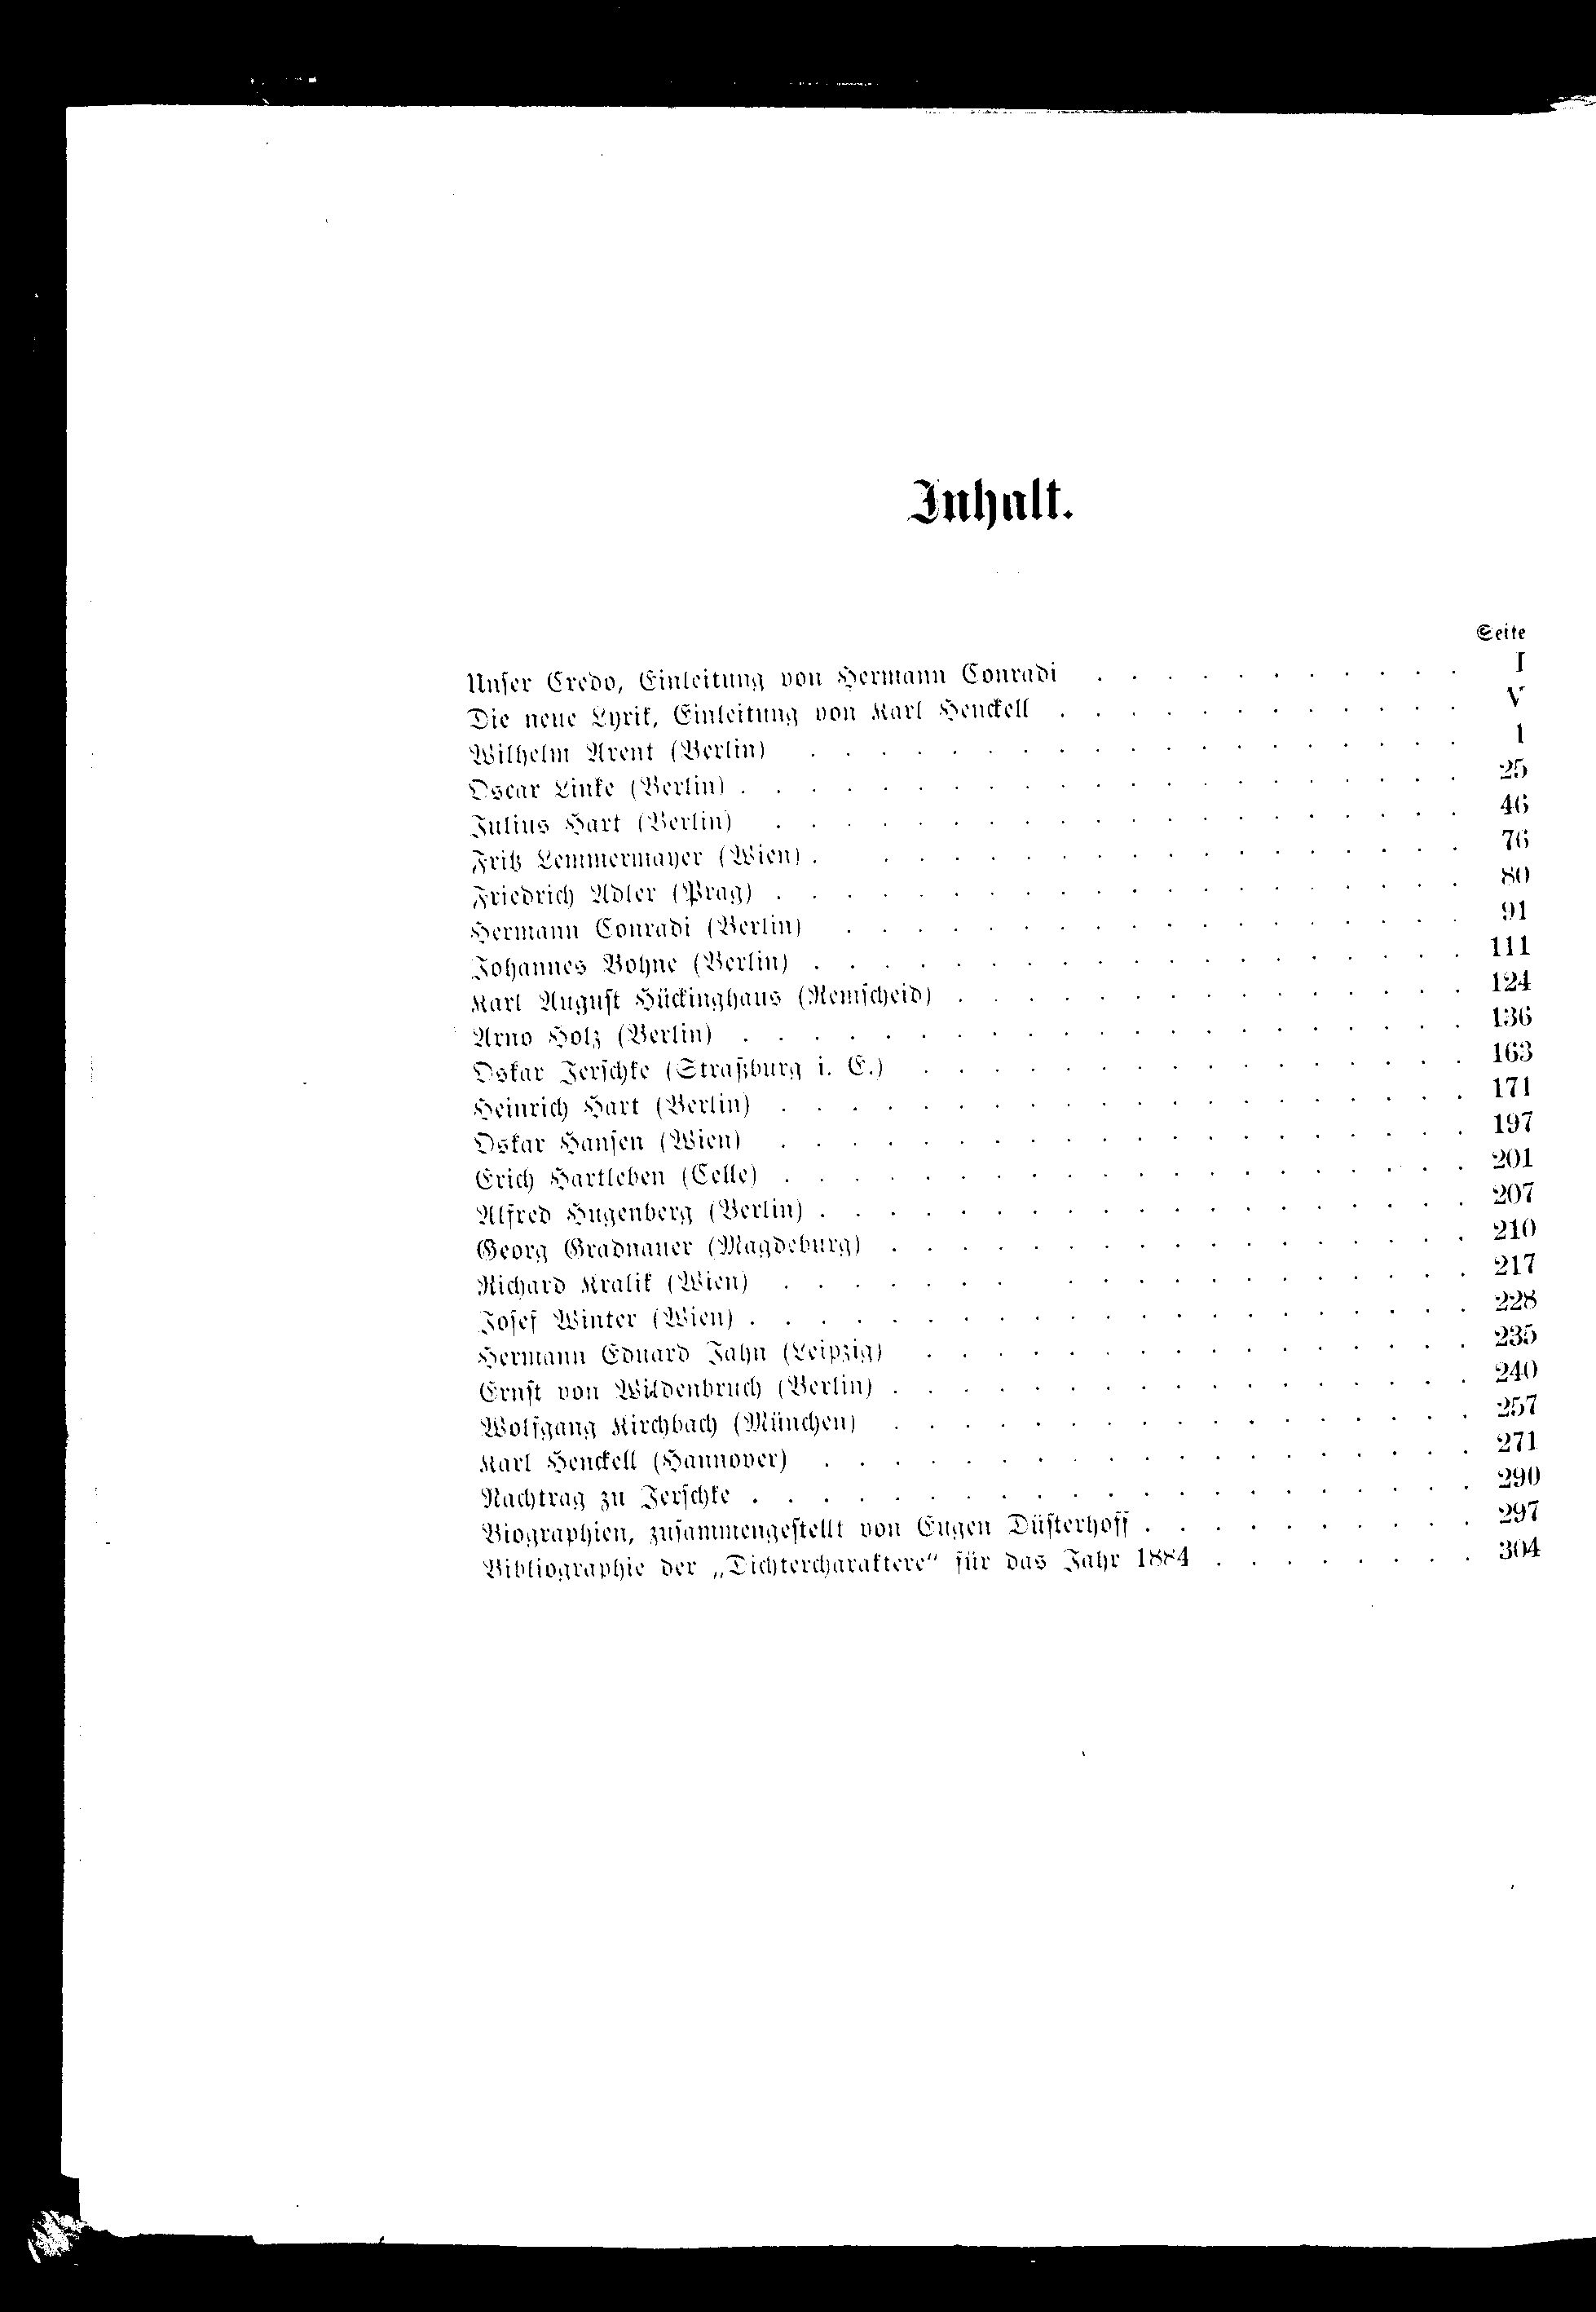 Inhalt.
Seite
Unser Credo, Einleitung von Hermann Conradi . . . . . . . . . . . I
Die neue Lyrik, Einleitung von Karl Henckell . . . . . . . . . . . . V
Wilhelm Arent (Berlin) . . . . . . . . . . . . . . . . . . . 1
Oscar Linke (Berlin) . . . . . . . . . . . . . . . . . . . . . 25
Julius Hart (Berlin) . . . . . . . . . . . . . . . . . . . . 46
Fritz Lemmermayer (Wien) . . . . . . . . . . . . . . . . . . 76
Friedrich Adler (Prag) . . . . . . . . . . . . . . . . . . . . 80
Hermann Conradi (Berlin) . . . . . . . . . . . . . . . . . . 91
Johannes Bohne (Berlin) . . . . . . . . . . . . . . . . . . . 111
Karl August Hückinghaus (Remscheid) . . . . . . . . . . . . . . . 124
Arno Holz (Berlin) . . . . . . . . . . . . . . . . . . . . . 136
Oskar Jerschke (Straßburg i. E.) . . . . . . . . . . . . . . . . 163
Heinrich Hart (Berlin) . . . . . . . . . . . . . . . . . . . . 171
Oskar Hansen (Wien) . . . . . . . . . . . . . . . . . . . . 197
Erich Hartleben (Celle) . . . . . . . . . . . . . . . . . . . . 201
Alfred Hugenberg (Berlin) . . . . . . . . . . . . . . . . . . . 207
Georg Gradnauer (Magdeburg) . . . . . . . . . . . . . . . . . 210
Richard Kralik (Wien) . . . . . . . . . . . . . . . . . . . 217
Josef Winter (Wien) . . . . . . . . . . . . . . . . . . . . . 228
Hermann Eduard Jahn (Leipzig) . . . . . . . . . . . . . . . . 235
Ernst von Wildenbruch (Berlin) . . . . . . . . . . . . . . . . . 240
Wolfgang Kirchbach (München) . . . . . . . . . . . . . . . . . 257
Karl Henckell (Hannover) . . . . . . . . . . . . . . . . . . . 271
Nachtrag zu Jerschke . . . . . . . . . . . . . . . . . . . . . 290
Biographien, zusammengestellt von Eugen Düsterhoff . . . . . . . . . . 297
Bibliographie der „Dichtercharaktere“ für das Jahr 1884 . . . . . . . . 304